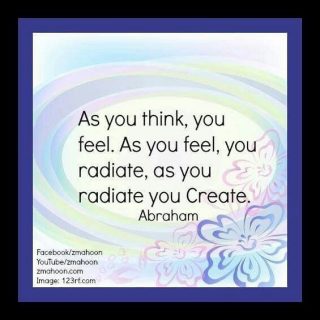 As you think, you
feel. As you feel, you
radiate, as you
radiate you Create.
Abraham
Facebook/zmahoon
YouTube/zmahoon
zmahoon.com
Image: 123rf.com